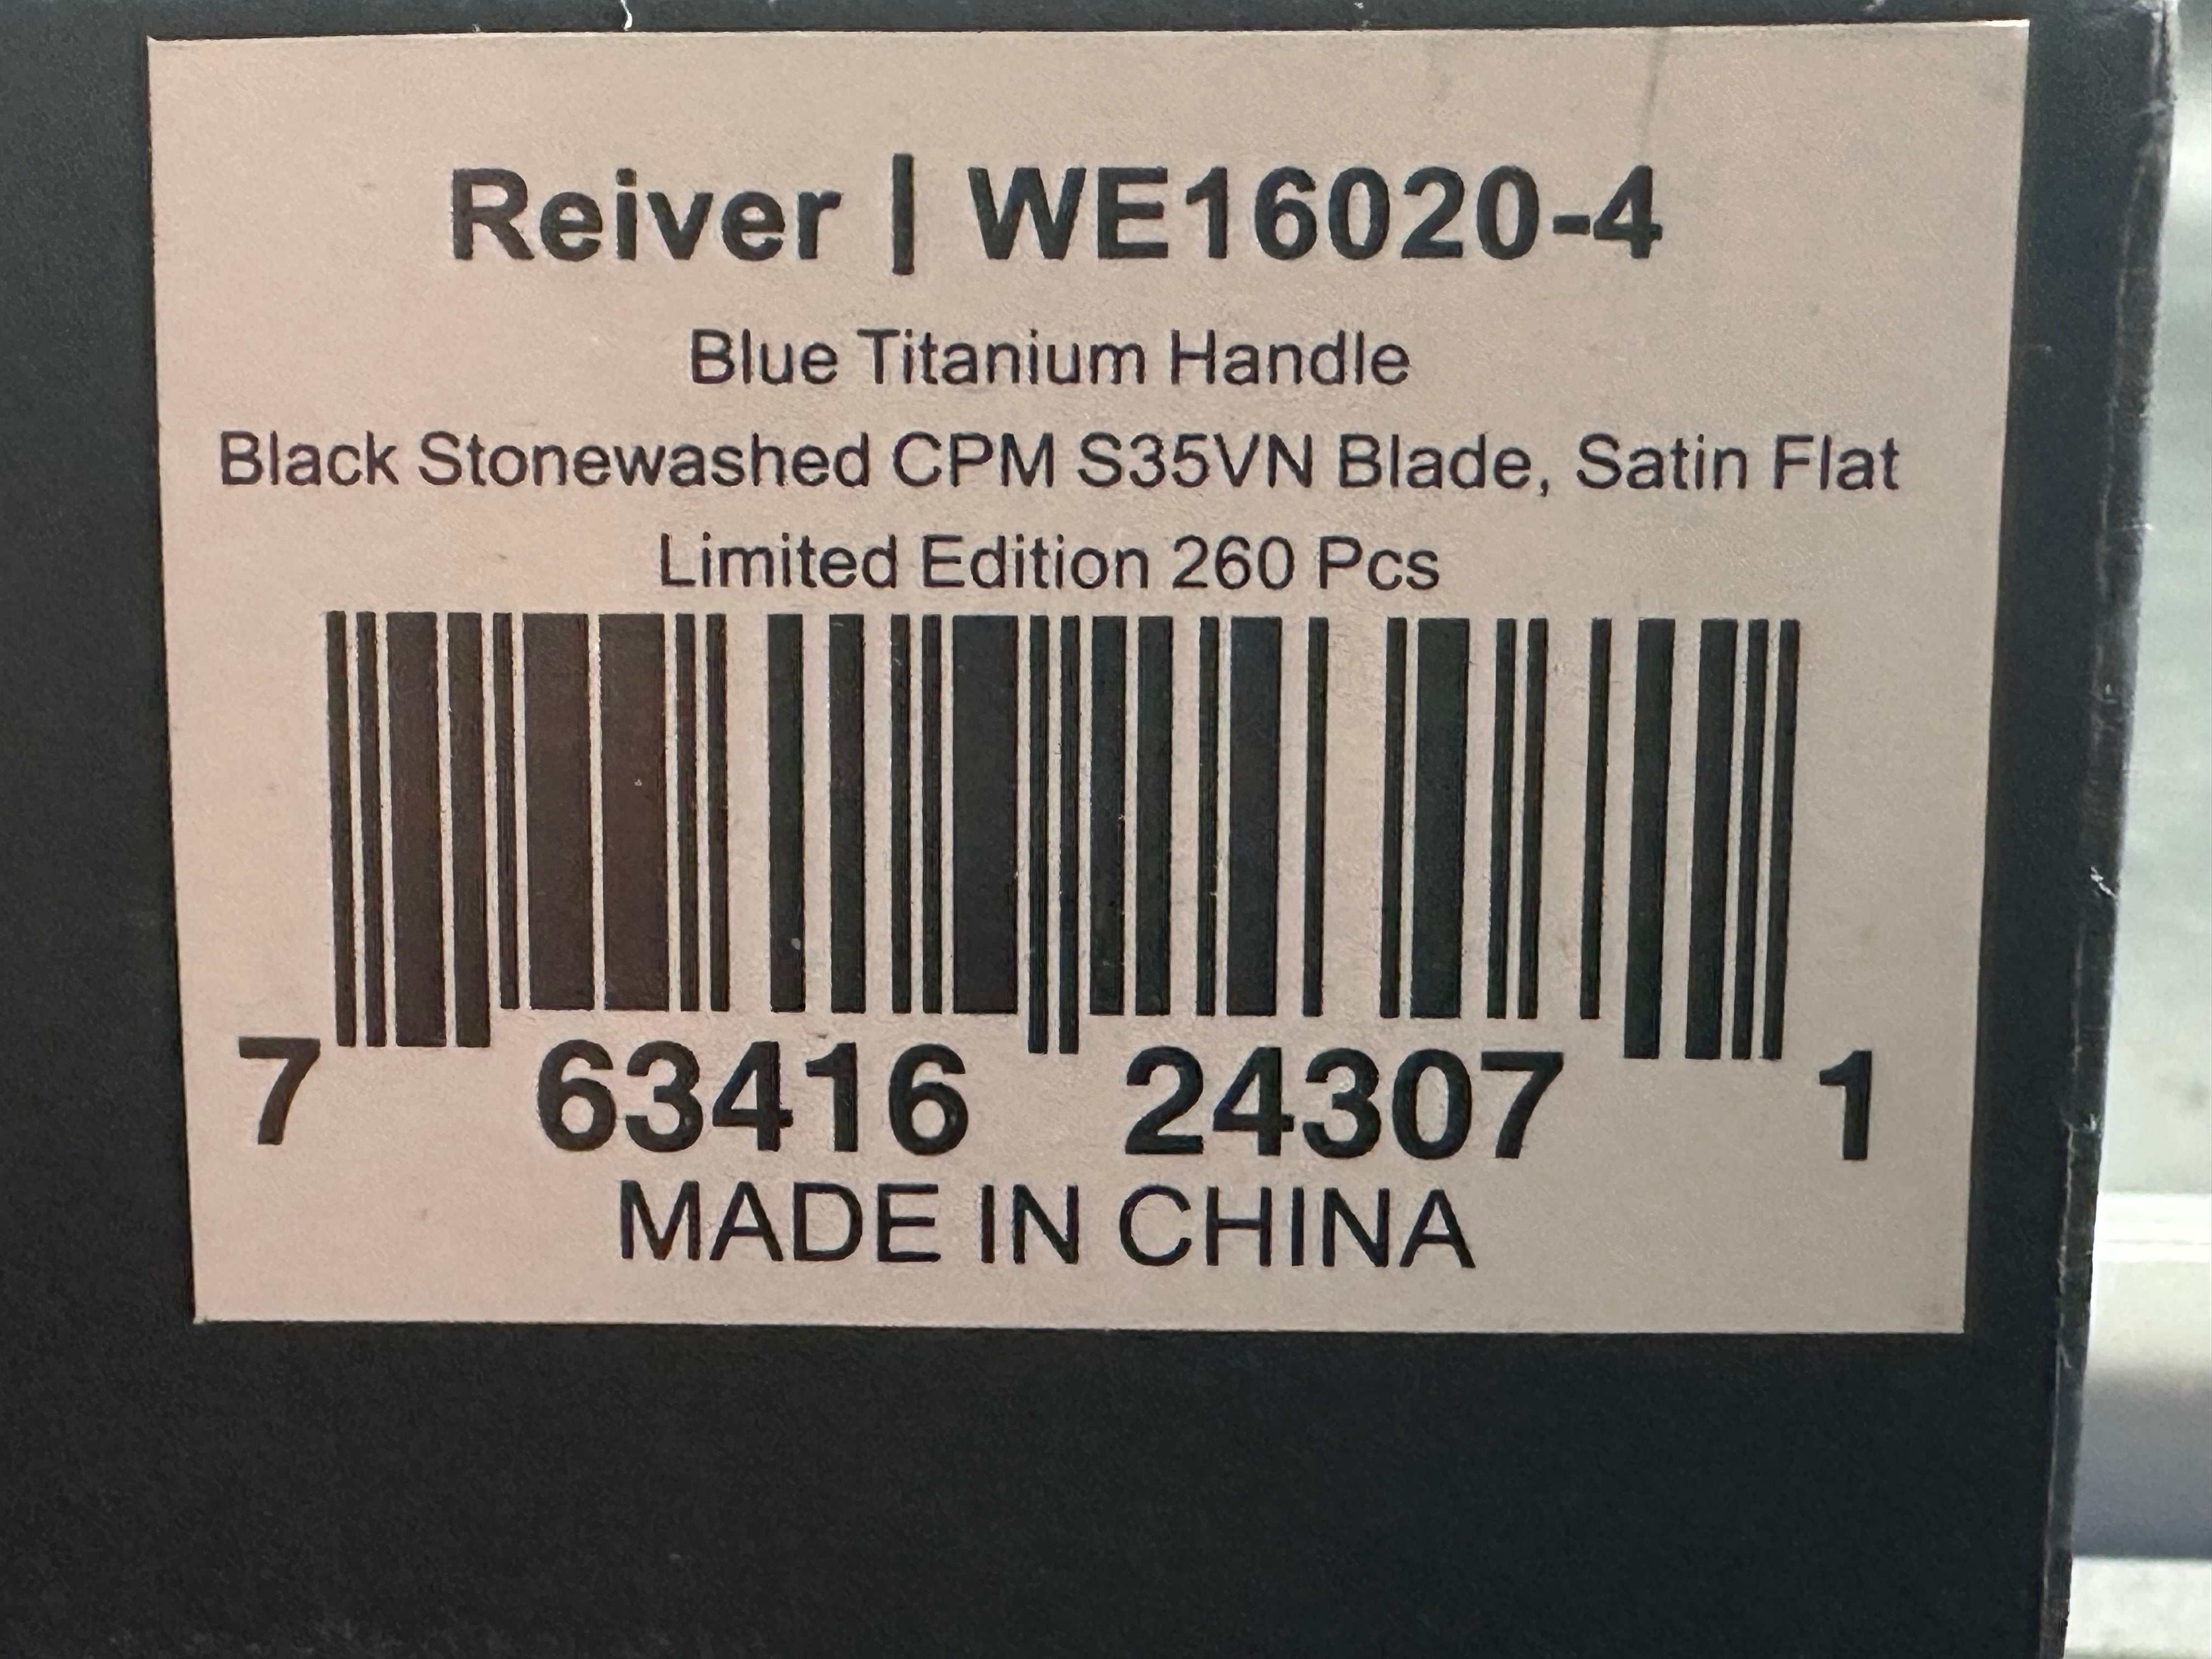 Reiver | WE16020-4
Blue Titanium Handle
Black Stonewashed CPM S35VN Blade, Satin Flat
Limited Edition 260 Pcs
7 63416 24307 1
MADE IN CHINA